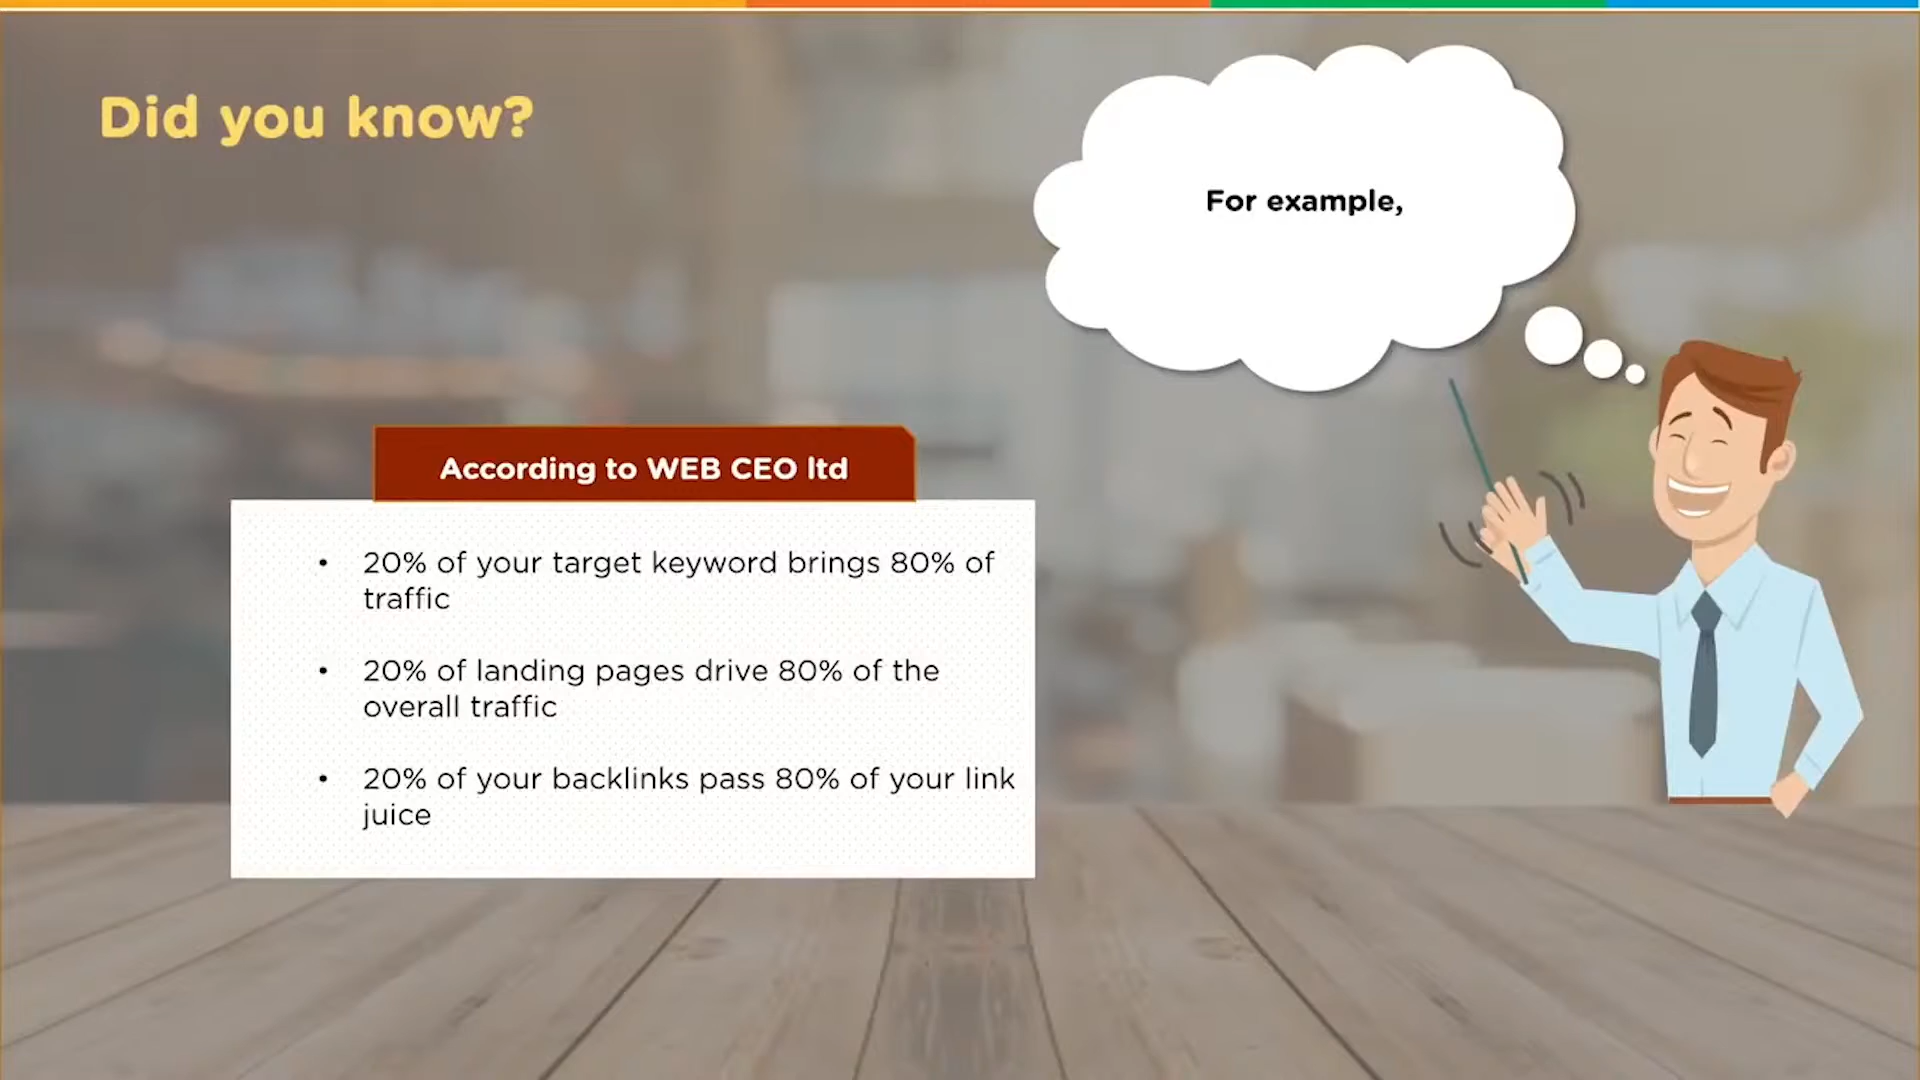 Did you know?
For example,
According to WEB CEO ltd
• 20% of your target keyword brings 80% of
traffic
• 20% of landing pages drive 80% of the
overall traffic
• 20% of your backlinks pass 80% of your link
juice